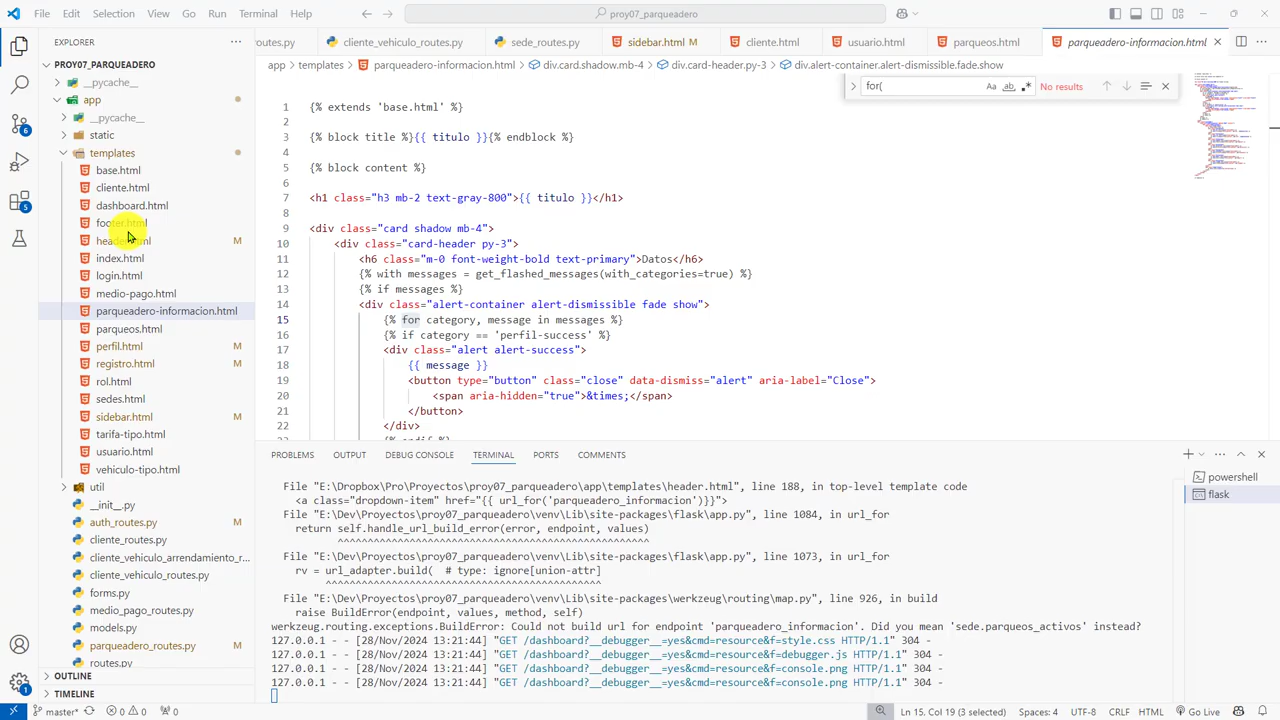 File Edit Selection View Go Run Terminal Help
proy07_parqueadero
EXPLORER
PROY07_PARQUEADERO
__pycache__
app
__pycache__
static
templates
base.html
cliente.html
dashboard.html
footer.html
header.html M
index.html
login.html
medio-pago.html
parqueadero-informacion.html
parqueos.html
perfil.html M
registro.html M
rol.html
sedes.html
sidebar.html M
tarifa-tipo.html
usuario.html
vehiculo-tipo.html
util
__init__.py
auth_routes.py M
cliente_routes.py
cliente_vehiculo_arrendamiento_r...
cliente_vehiculo_routes.py
forms.py
medio_pago_routes.py
models.py
parqueadero_routes.py M
routes.py
OUTLINE
TIMELINE
6
5
1
routes.py cliente_vehiculo_routes.py sede_routes.py sidebar.html M cliente.html usuario.html parqueos.html parqueadero-informacion.html
app > templates > parqueadero-informacion.html > div.card.shadow.mb-4 > div.card-header.py-3 > div.alert-container.alert-dismissible.fade.show
for Aa ab .* No results
1 {% extends 'base.html' %}
2
3 {% block title %}{{ titulo }}{% endblock %}
4
5 {% block content %}
6
7 <h1 class="h3 mb-2 text-gray-800">{{ titulo }}</h1>
8
9 <div class="card shadow mb-4">
10 <div class="card-header py-3">
11 <h6 class="m-0 font-weight-bold text-primary">Datos</h6>
12 {% with messages = get_flashed_messages(with_categories=true) %}
13 {% if messages %}
14 <div class="alert-container alert-dismissible fade show">
15 {% for category, message in messages %}
16 {% if category == 'perfil-success' %}
17 <div class="alert alert-success">
18 {{ message }}
19 <button type="button" class="close" data-dismiss="alert" aria-label="Close">
20 <span aria-hidden="true">&times;</span>
21 </button>
22 </div>
PROBLEMS OUTPUT DEBUG CONSOLE TERMINAL PORTS COMMENTS
File "E:\Dropbox\Pro\Proyectos\proy07_parqueadero\app\templates\header.html", line 188, in top-level template code
<a class="dropdown-item" href="{{ url_for('parqueadero_informacion')}}">
File "E:\Dev\Proyectos\proy07_parqueadero\venv\Lib\site-packages\flask\app.py", line 1084, in url_for
return self.handle_url_build_error(error, endpoint, values)
^^^^^^^^^^^^^^^^^^^^^^^^^^^^^^^^^^^^^^^^^^^^^^^^^^^^
File "E:\Dev\Proyectos\proy07_parqueadero\venv\Lib\site-packages\flask\app.py", line 1073, in url_for
rv = url_adapter.build( # type: ignore[union-attr]
^^^^^^^^^^^^^^^^^^^^^^^^^^^^^^^^^^^^^^^^^^^^^^
File "E:\Dev\Proyectos\proy07_parqueadero\venv\Lib\site-packages\werkzeug\routing\map.py", line 926, in build
raise BuildError(endpoint, values, method, self)
werkzeug.routing.exceptions.BuildError: Could not build url for endpoint 'parqueadero_informacion'. Did you mean 'sede.parqueos_activos' instead?
127.0.0.1 - - [28/Nov/2024 13:21:44] "GET /dashboard?__debugger__=yes&cmd=resource&f=style.css HTTP/1.1" 304 -
127.0.0.1 - - [28/Nov/2024 13:21:44] "GET /dashboard?__debugger__=yes&cmd=resource&f=debugger.js HTTP/1.1" 304 -
127.0.0.1 - - [28/Nov/2024 13:21:44] "GET /dashboard?__debugger__=yes&cmd=resource&f=console.png HTTP/1.1" 304 -
127.0.0.1 - - [28/Nov/2024 13:21:44] "GET /dashboard?__debugger__=yes&cmd=resource&f=console.png HTTP/1.1" 304 -
powershell
flask
master* 0 0 0 Ln 15, Col 19 (3 selected) Spaces: 4 UTF-8 CRLF HTML Go Live